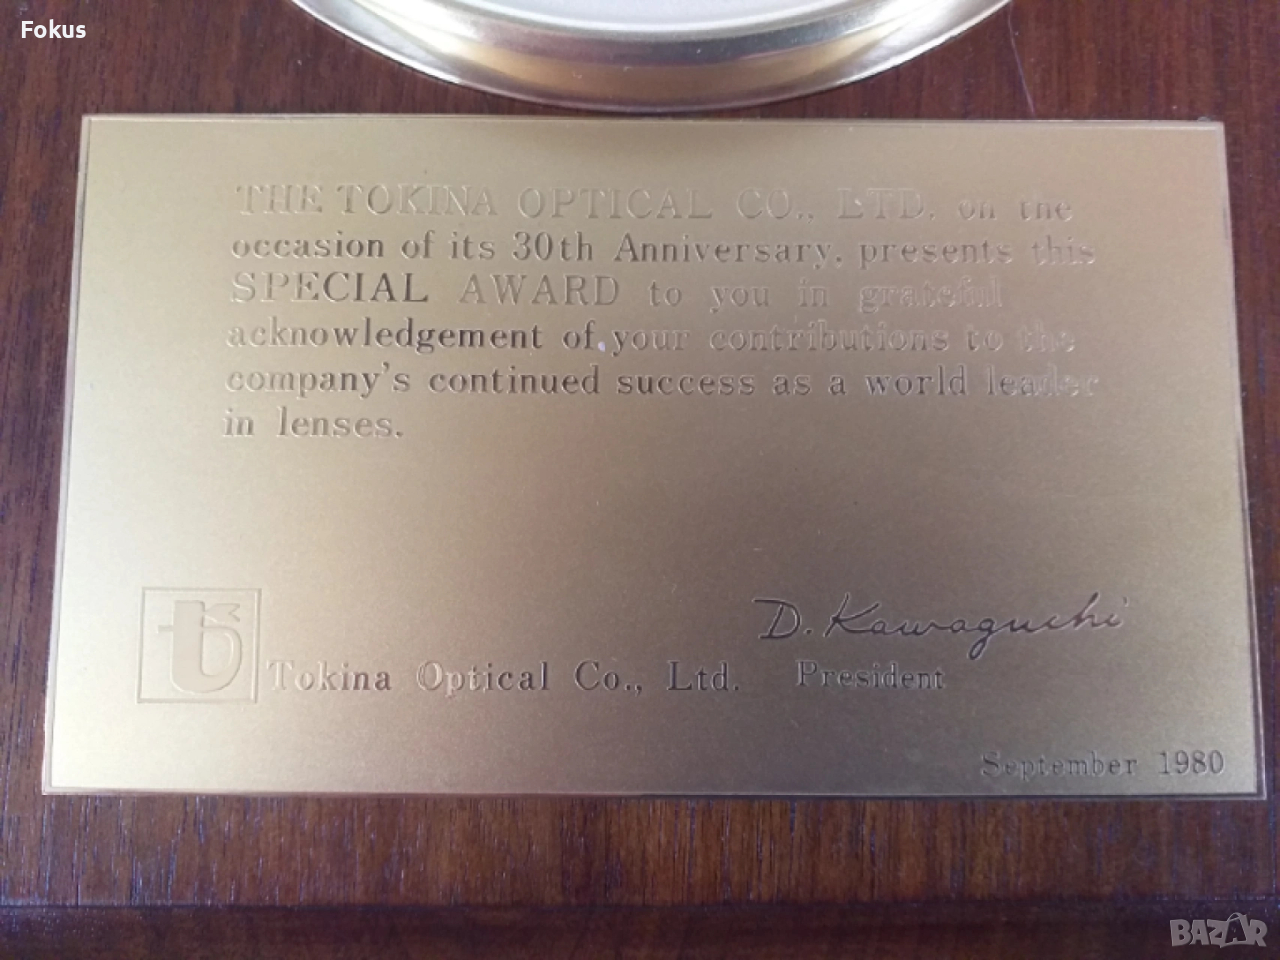 Fokus
THE TOKINA OPTICAL CO., LTD. on the
occasion of its 30th Anniversary, presents this
SPECIAL AWARD to you in grateful
acknowledgement of your contributions to the
company's continued success as a world leader
in lenses.
D. Kawaguchi
Tokina Optical Co., Ltd. President
September 1980
BAZAR